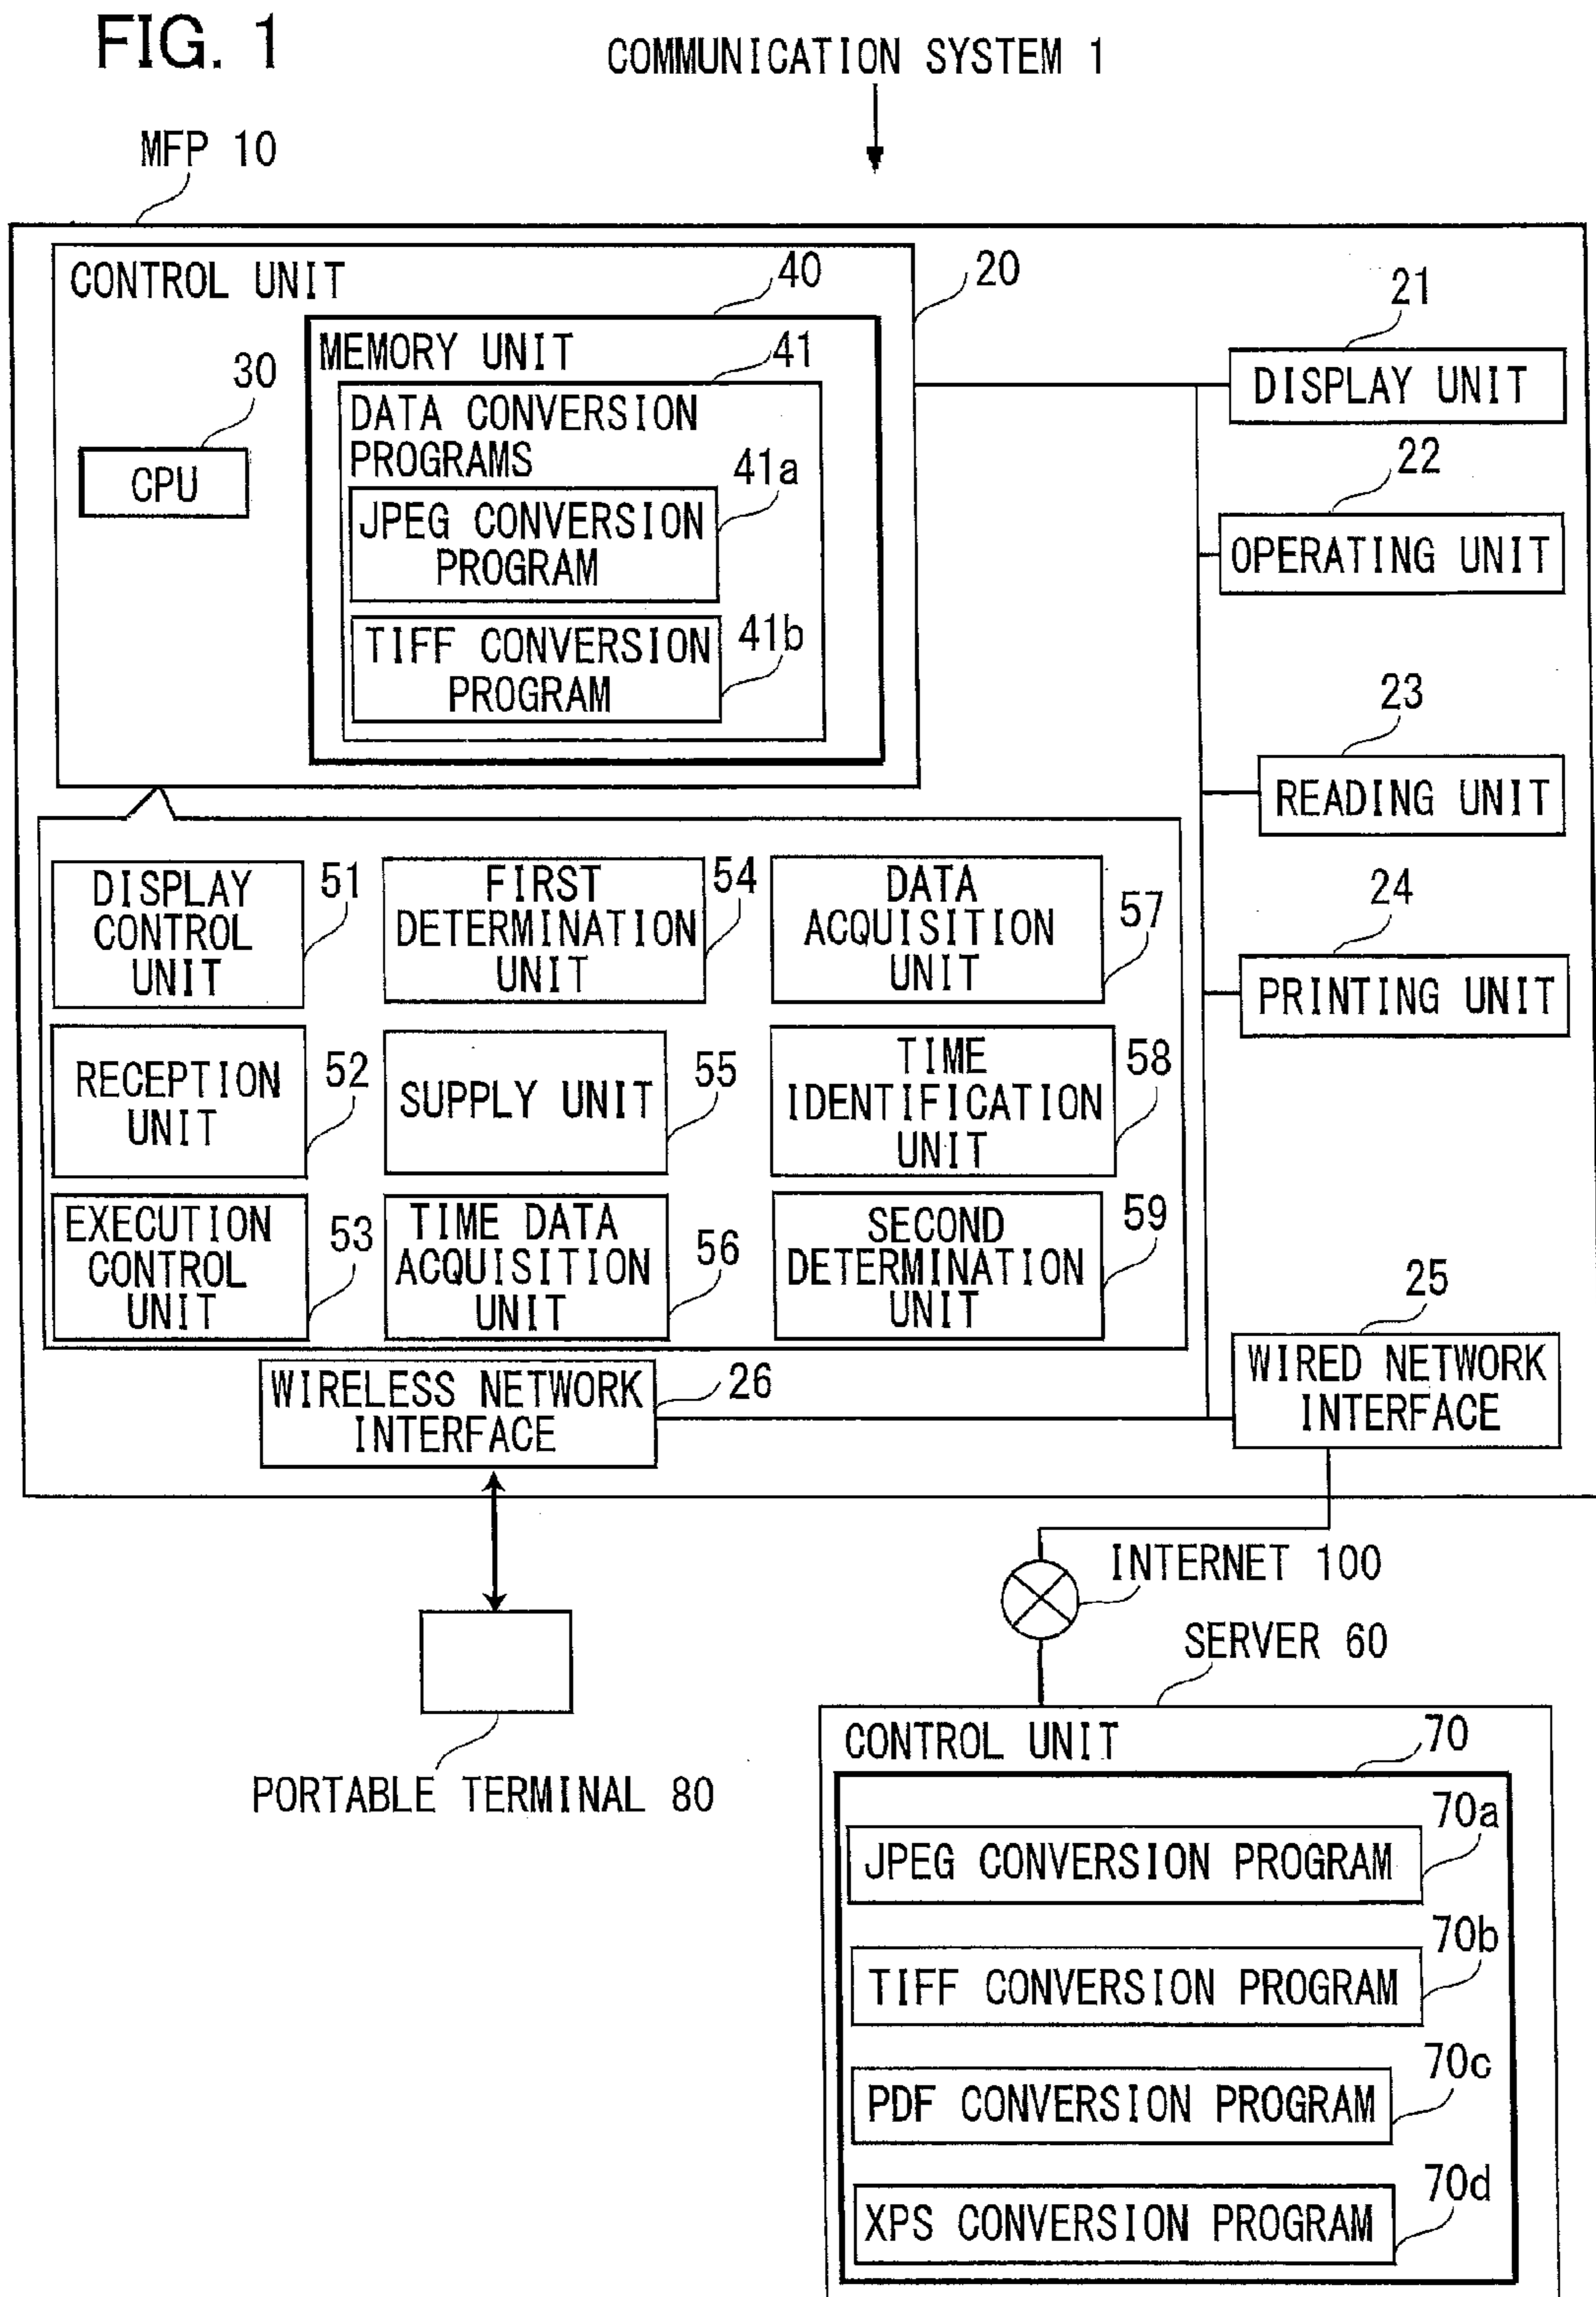 FIG. 1
COMMUNICATION SYSTEM 1
MFP 10
CONTROL UNIT
40
20
MEMORY UNIT
41
30
CPU
DATA CONVERSION
PROGRAMS
41a
JPEG CONVERSION
PROGRAM
41b
TIFF CONVERSION
PROGRAM
21
DISPLAY UNIT
22
OPERATING UNIT
23
READING UNIT
24
PRINTING UNIT
DISPLAY
CONTROL
UNIT
51
FIRST
DETERMINATION
UNIT
54
DATA
ACQUISITION
UNIT
57
RECEPTION
UNIT
52
SUPPLY UNIT
55
TIME
IDENTIFICATION
UNIT
58
EXECUTION
CONTROL
UNIT
53
TIME DATA
ACQUISITION
UNIT
56
SECOND
DETERMINATION
UNIT
59
25
WIRED NETWORK
INTERFACE
WIRELESS NETWORK
INTERFACE
26
INTERNET 100
SERVER 60
PORTABLE TERMINAL 80
CONTROL UNIT
70
70a
JPEG CONVERSION PROGRAM
70b
TIFF CONVERSION PROGRAM
70c
PDF CONVERSION PROGRAM
70d
XPS CONVERSION PROGRAM